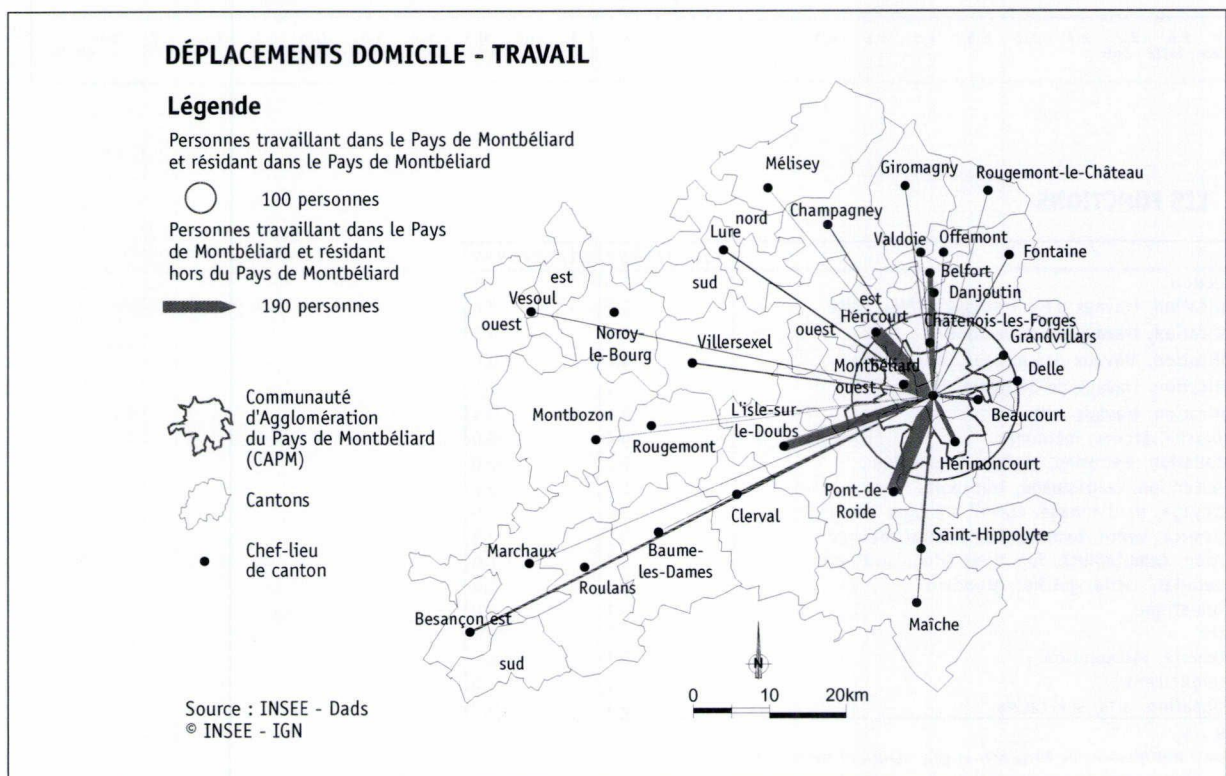 DÉPLACEMENTS DOMICILE - TRAVAIL
Légende
Personnes travaillant dans le Pays de Montbéliard
et résidant dans le Pays de Montbéliard
100 personnes
Personnes travaillant dans le Pays
de Montbéliard et résidant
hors du Pays de Montbéliard
190 personnes
Communauté
d'Agglomération
du Pays de Montbéliard
(CAPM)
Cantons
Chef-lieu
de canton
Source : INSEE - Dads
© INSEE - IGN
Mélisey
Giromagny
Rougemont-le-Château
nord
Champagney
Lure
Valdoie
Offemont
Fontaine
Belfort
est
sud
Danjoutin
Vesoul
est
ouest
Héricourt
ouest
Châtenois-les-Forges
Noroy-
le-Bourg
Grandvillars
Villersexel
Montbéliard
ouest
Delle
Beaucourt
Montbozon
L'isle-sur-
le-Doubs
Rougemont
Hérimoncourt
Pont-de-
Roide
Clerval
Saint-Hippolyte
Marchaux
Baume-
les-Dames
Roulans
Maîche
Besançon est
sud
N
0 10 20km